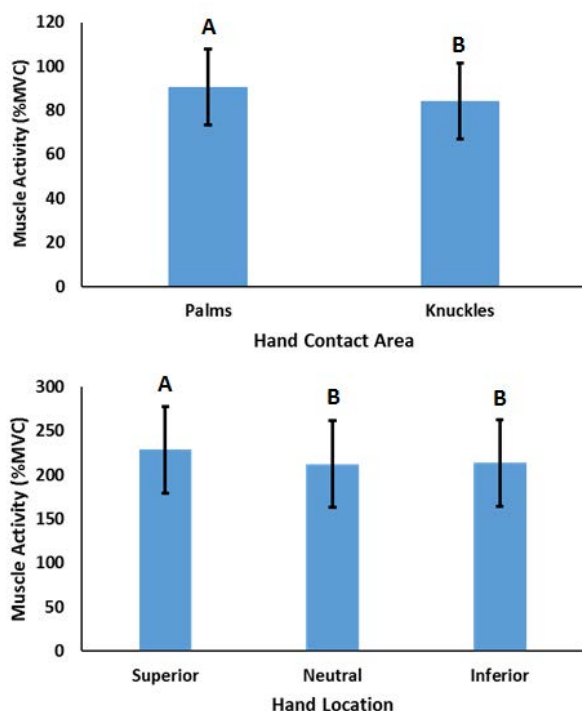 120
100
80
60
40
20
0
Muscle Activity (%MVC)
A
B
Palms Knuckles
Hand Contact Area
300
250
200
150
100
50
0
Muscle Activity (%MVC)
A
B
B
Superior Neutral Inferior
Hand Location